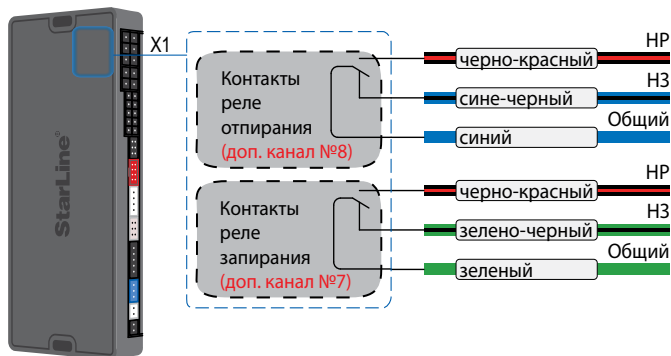 StarLine®
X1
Контакты
реле
отпирания
(доп. канал №8)
черно-красный
НР
сине-черный
НЗ
синий
Общий
Контакты
реле
запирания
(доп. канал №7)
черно-красный
НР
зелено-черный
НЗ
зеленый
Общий